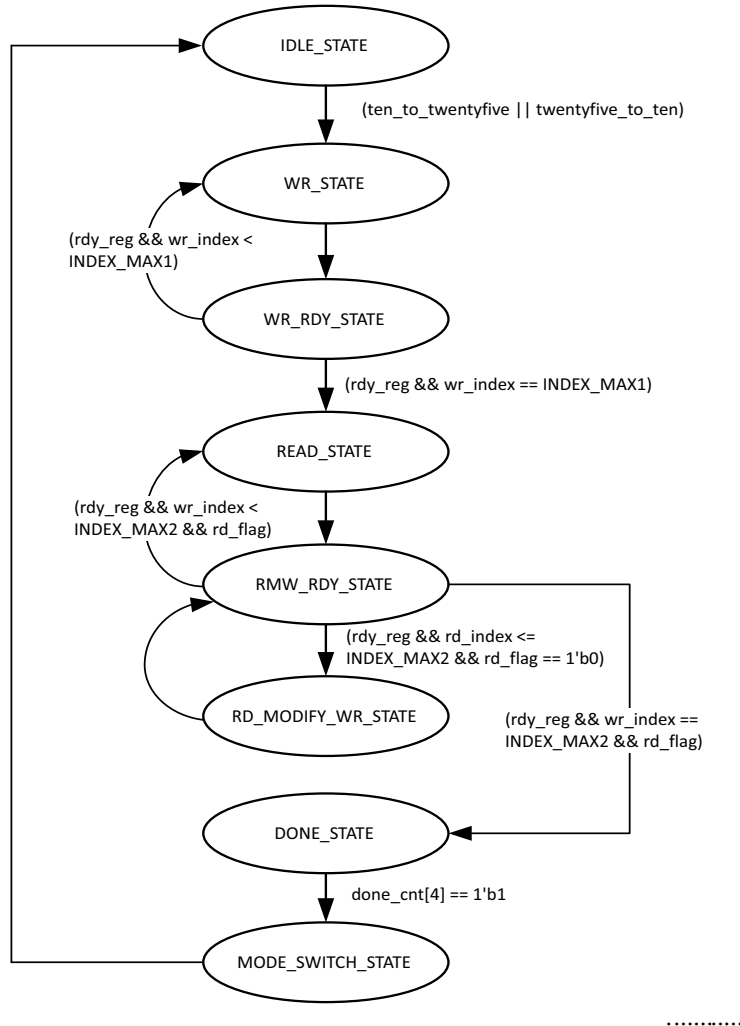 IDLE_STATE
(ten_to_twentyfive || twentyfive_to_ten)
WR_STATE
(rdy_reg && wr_index <
INDEX_MAX1)
WR_RDY_STATE
(rdy_reg && wr_index == INDEX_MAX1)
READ_STATE
(rdy_reg && wr_index <
INDEX_MAX2 && rd_flag)
RMW_RDY_STATE
(rdy_reg && rd_index <=
INDEX_MAX2 && rd_flag == 1'b0)
RD_MODIFY_WR_STATE
(rdy_reg && wr_index ==
INDEX_MAX2 && rd_flag)
DONE_STATE
done_cnt[4] == 1'b1
MODE_SWITCH_STATE